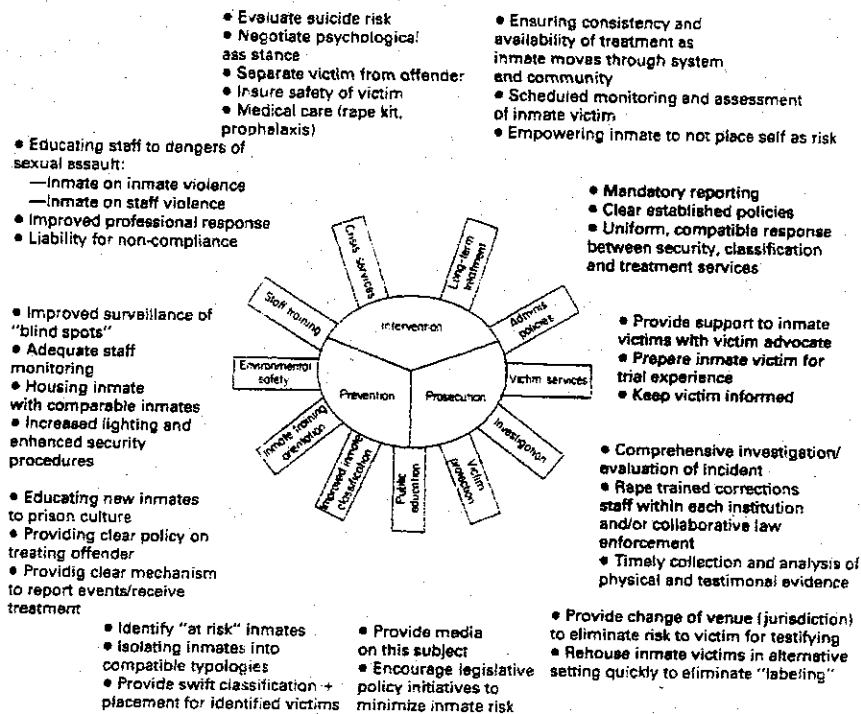 • Evaluate suicide risk
• Negotiate psychological
ass stance
• Separate victim from offender
• Insure safety of victim
• Medical care (rape kit,
prophalaxis)
• Ensuring consistency and
availability of treatment as
inmate moves through system
and community
• Scheduled monitoring and assessment
of inmate victim
• Empowering inmate to not place self as risk
• Educating staff to dangers of
sexual assault:
—Inmate on inmate violence
—Inmate on staff violence
• Improved professional response
• Liability for non-compliance
• Mandatory reporting
• Clear established policies
• Uniform, compatible response
between security, classification
and treatment services
Crisis
services
Long-term
treatment
Staff training
Intervention
Adminis
policies
• Improved surveillance of
"blind spots"
• Adequate staff
monitoring
• Housing inmate
with comparable inmates
• Increased lighting and
enhanced security
procedures
Environmental
safety
Prevention
Prosecution
Victim services
• Provide support to inmate
victims with victim advocate
• Prepare inmate victim for
trial experience
• Keep victim informed
Inmate training
orientation
Improved inmate
classification
Public
education
Victim
protection
Investigation
• Comprehensive investigation/
evaluation of incident
• Rape trained corrections
staff within each institution
and/or collaborative law
enforcement
• Timely collection and analysis of
physical and testimonal evidence
• Educating new inmates
to prison culture
• Providing clear policy on
treating offender
• Providig clear mechanism
to report events/receive
treatment
• Identify "at risk" inmates
• Isolating inmates into
compatible typologies
• Provide swift classification +
placement for identified victims
• Provide media
on this subject
• Encourage legislative
policy initiatives to
minimize inmate risk
• Provide change of venue (jurisdiction)
to eliminate risk to victim for testifying
• Rehouse inmate victims in alternative
setting quickly to eliminate "labeling"